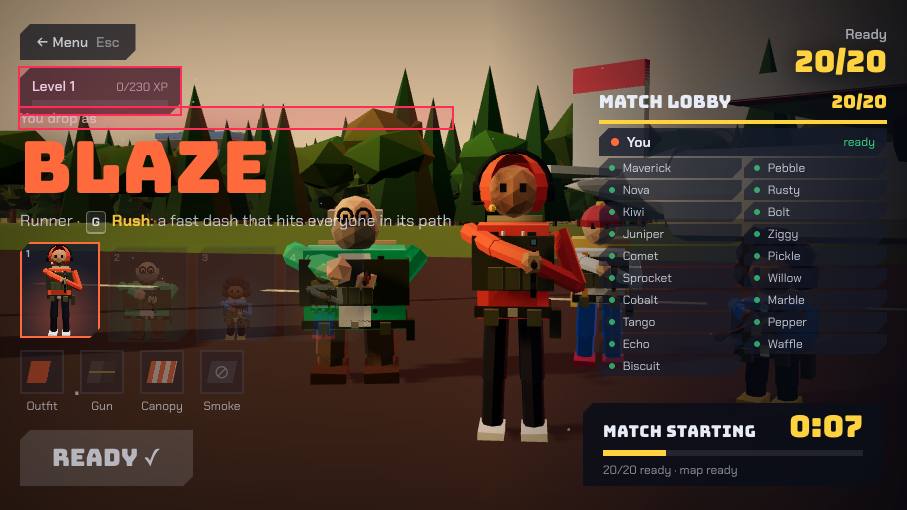 ← Menu Esc
Level 1 0/230 XP
You drop as
BLAZE
Runner · G Rush: a fast dash that hits everyone in its path
1 2 3 4
Outfit Gun Canopy Smoke
READY ✓
Ready
20/20
MATCH LOBBY 20/20
You ready
Maverick Pebble
Nova Rusty
Kiwi Bolt
Juniper Ziggy
Comet Pickle
Sprocket Willow
Cobalt Marble
Tango Pepper
Echo Waffle
Biscuit
MATCH STARTING 0:07
20/20 ready · map ready